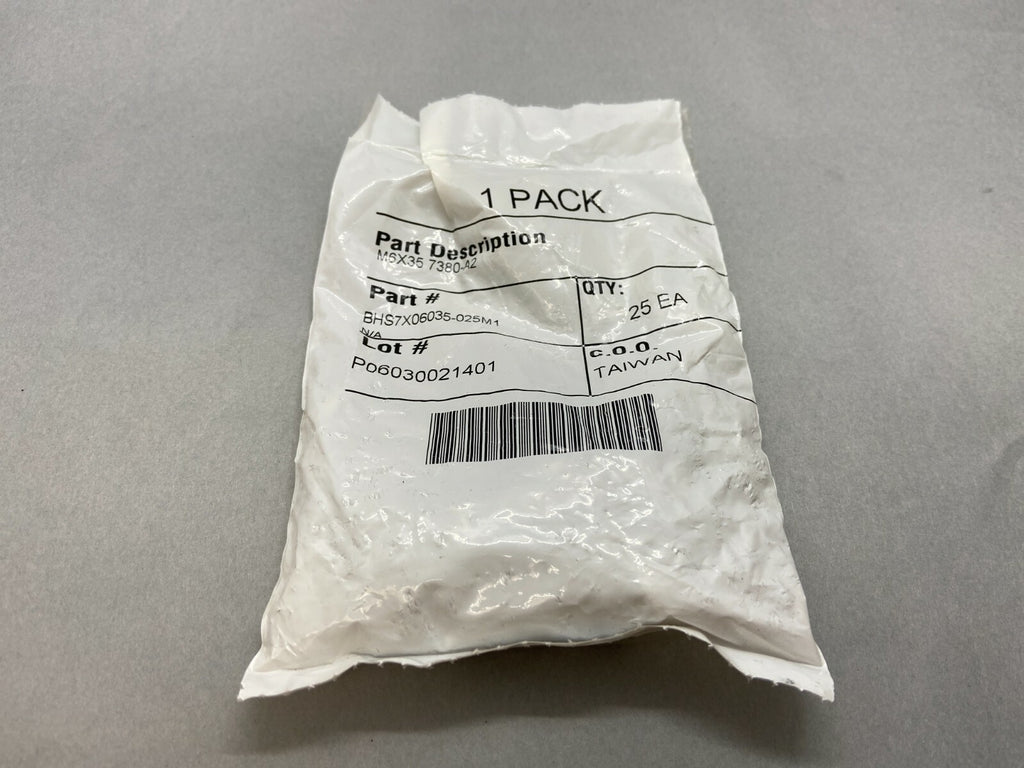 1 PACK
Part Description
M6X35 7380-A2
Part #
BHS7X06035-025M1
N/A
QTY:
25 EA
Lot #
P06030021401
C.O.O.
TAIWAN